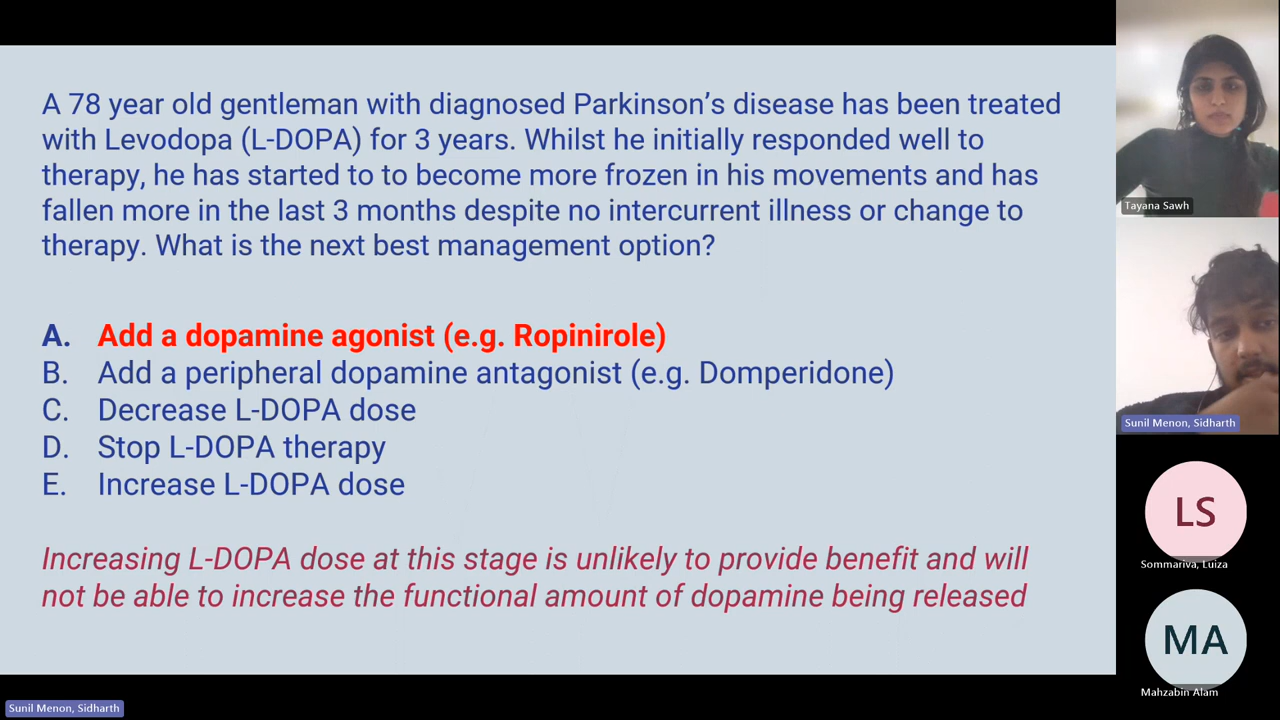 A 78 year old gentleman with diagnosed Parkinson’s disease has been treated
with Levodopa (L-DOPA) for 3 years. Whilst he initially responded well to
therapy, he has started to to become more frozen in his movements and has
fallen more in the last 3 months despite no intercurrent illness or change to
therapy. What is the next best management option?
A. Add a dopamine agonist (e.g. Ropinirole)
B. Add a peripheral dopamine antagonist (e.g. Domperidone)
C. Decrease L-DOPA dose
D. Stop L-DOPA therapy
E. Increase L-DOPA dose
Increasing L-DOPA dose at this stage is unlikely to provide benefit and will
not be able to increase the functional amount of dopamine being released
Tayana Sawh
Sunil Menon, Sidharth
LS
Sommariva, Luiza
MA
Mahzabin Alam
Sunil Menon, Sidharth